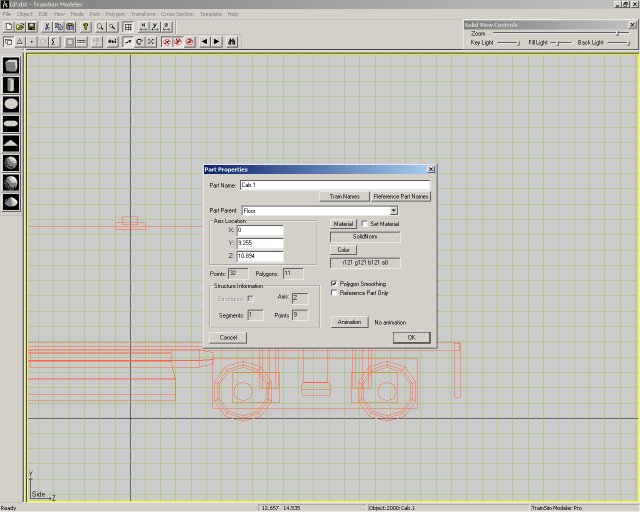 GP.dst - TrainSim Modeler
File Object Edit View Mode Part Polygon Transform Cross Section Template Help
Solid View Controls
Zoom
Key Light Fill Light Back Light
Part Properties
Part Name: Cab.1
Train Names Reference Part Names
Part Parent: Floor
Axis Location
X: 0
Y: 9.255
Z: 10.894
Material Set Material
SolidNorm
Color
r121 g121 b121 a0
Points: 32 Polygons: 11
Structure Information
Structured: Axis: 2
Segments: 1 Points 9
Polygon Smoothing
Reference Part Only
Animation No animation
Cancel OK
Y
Side Z
Ready 12.657 14.535 Object:2000:Cab.1 TrainSim Modeler Pro